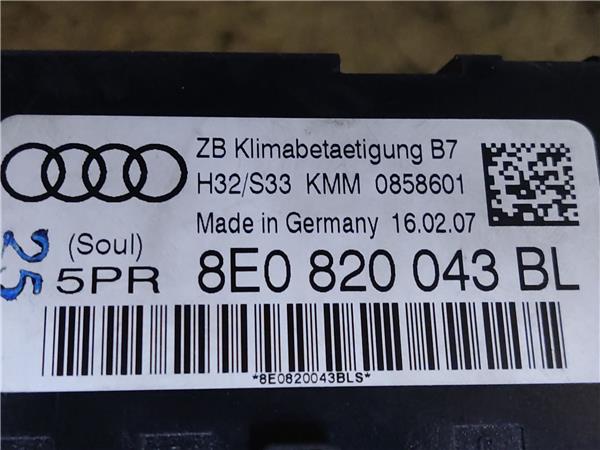 ZB Klimabetaetigung B7
H32/S33 KMM 0858601
Made in Germany 16.02.07
(Soul)
25
5PR 8E0 820 043 BL
*8E0820043BLS*